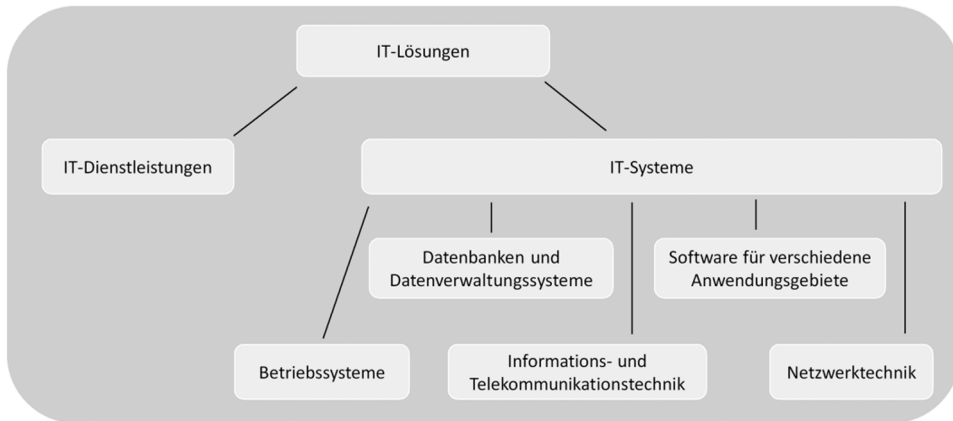 IT-Lösungen
IT-Dienstleistungen
IT-Systeme
Datenbanken und
Datenverwaltungssysteme
Software für verschiedene
Anwendungsgebiete
Betriebssysteme
Informations- und
Telekommunikationstechnik
Netzwerktechnik